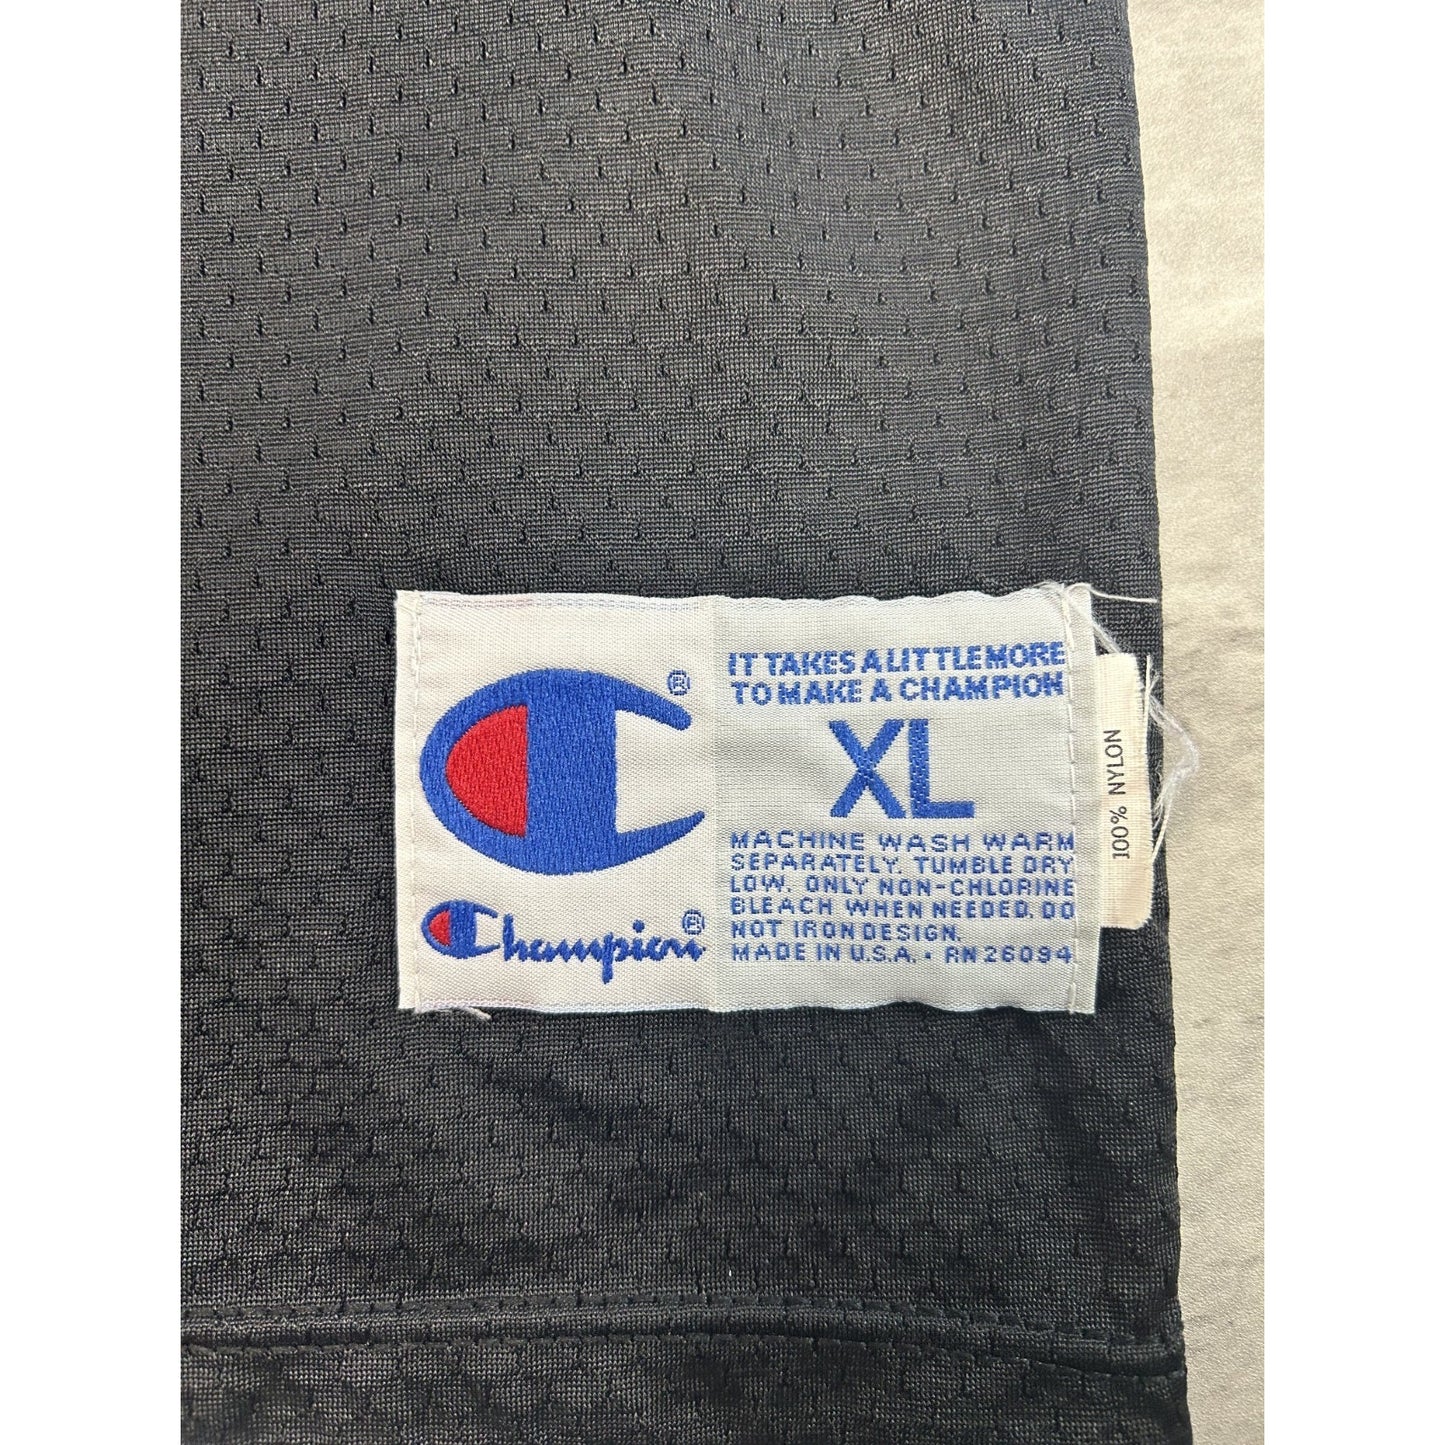 ®
Champion®
IT TAKES A LITTLE MORE
TO MAKE A CHAMPION
XL
MACHINE WASH WARM
SEPARATELY. TUMBLE DRY
LOW. ONLY NON-CHLORINE
BLEACH WHEN NEEDED. DO
NOT IRON DESIGN.
MADE IN U.S.A. • RN 26094
100% NYLON